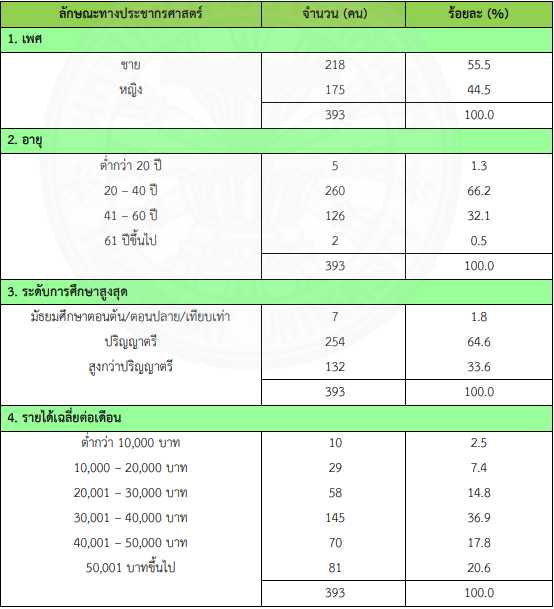 ลักษณะทางประชากรศาสตร์ จำนวน (คน) ร้อยละ (%)
1. เพศ
ชาย 218 55.5
หญิง 175 44.5
393 100.0
2. อายุ
ต่ำกว่า 20 ปี 5 1.3
20 – 40 ปี 260 66.2
41 – 60 ปี 126 32.1
61 ปีขึ้นไป 2 0.5
393 100.0
3. ระดับการศึกษาสูงสุด
มัธยมศึกษาตอนต้น/ตอนปลาย/เทียบเท่า 7 1.8
ปริญญาตรี 254 64.6
สูงกว่าปริญญาตรี 132 33.6
393 100.0
4. รายได้เฉลี่ยต่อเดือน
ต่ำกว่า 10,000 บาท 10 2.5
10,000 – 20,000 บาท 29 7.4
20,001 – 30,000 บาท 58 14.8
30,001 – 40,000 บาท 145 36.9
40,001 – 50,000 บาท 70 17.8
50,001 บาทขึ้นไป 81 20.6
393 100.0